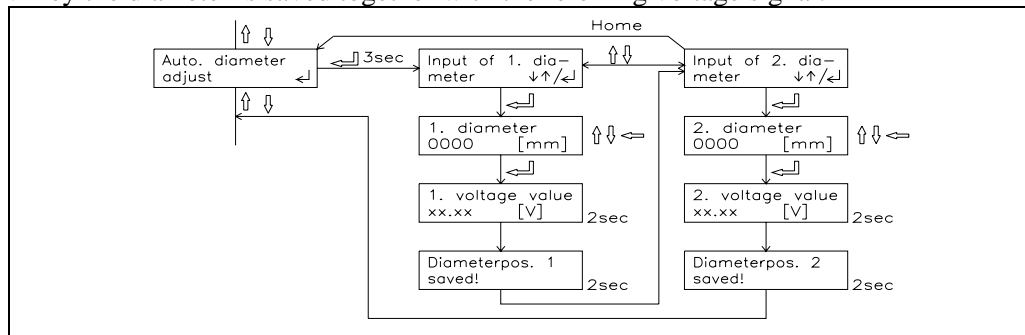 Home
Auto. diameter
adjust ↵
↵ 3sec
Input of 1. dia-
meter ↓↑/↵
Input of 2. dia-
meter ↓↑/↵
1. diameter
0000 [mm]
2. diameter
0000 [mm]
1. voltage value
xx.xx [V]
2sec
2. voltage value
xx.xx [V]
2sec
Diameterpos. 1
saved!
2sec
Diameterpos. 2
saved!
2sec